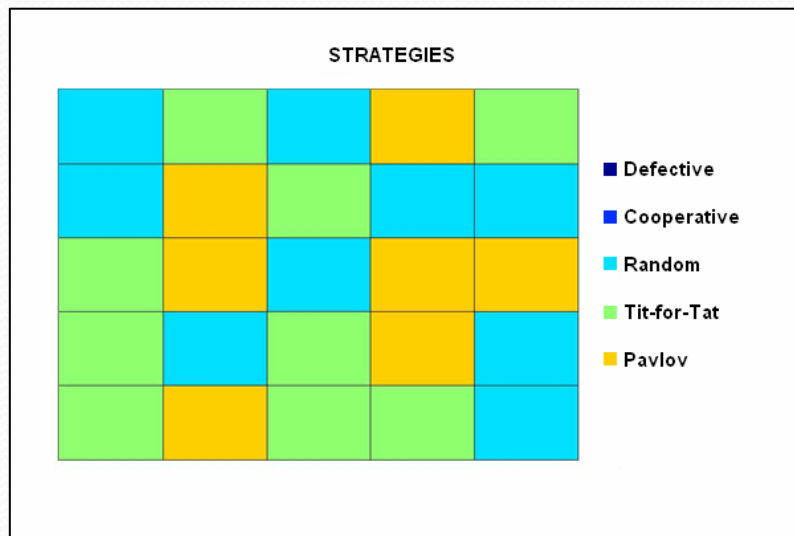 STRATEGIES
Defective
Cooperative
Random
Tit-for-Tat
Pavlov